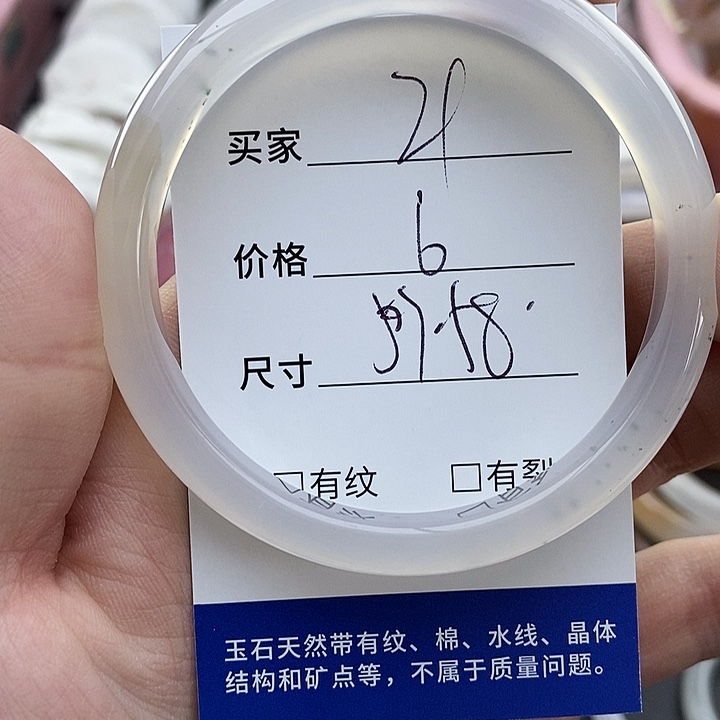 买家
价格 6
尺寸 58
□有纹 □有裂
玉石天然带有纹、棉、水线、晶体
结构和矿点等，不属于质量问题。